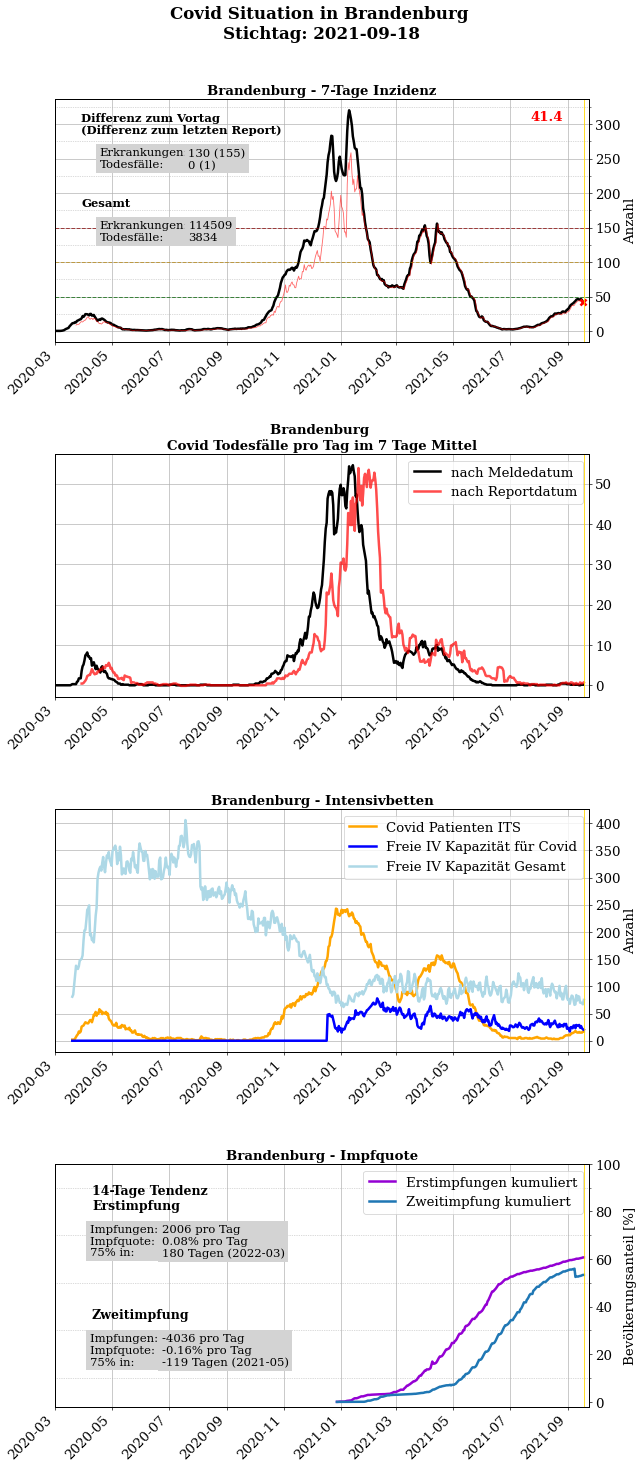 Covid Situation in Brandenburg
Stichtag: 2021-09-18
Brandenburg - 7-Tage Inzidenz
Differenz zum Vortag
(Differenz zum letzten Report)
Erkrankungen 130 (155)
Todesfälle: 0 (1)
Gesamt
Erkrankungen 114509
Todesfälle: 3834
41.4
300
250
200
150
100
50
0
Anzahl
2020-03
2020-05
2020-07
2020-09
2020-11
2021-01
2021-03
2021-05
2021-07
2021-09
Brandenburg
Covid Todesfälle pro Tag im 7 Tage Mittel
nach Meldedatum
nach Reportdatum
50
40
30
20
10
0
2020-03
2020-05
2020-07
2020-09
2020-11
2021-01
2021-03
2021-05
2021-07
2021-09
Brandenburg - Intensivbetten
Covid Patienten ITS
Freie IV Kapazität für Covid
Freie IV Kapazität Gesamt
400
350
300
250
200
150
100
50
0
Anzahl
2020-03
2020-05
2020-07
2020-09
2020-11
2021-01
2021-03
2021-05
2021-07
2021-09
Brandenburg - Impfquote
14-Tage Tendenz
Erstimpfung
Impfungen: 2006 pro Tag
Impfquote: 0.08% pro Tag
75% in: 180 Tagen (2022-03)
Zweitimpfung
Impfungen: -4036 pro Tag
Impfquote: -0.16% pro Tag
75% in: -119 Tagen (2021-05)
Erstimpfungen kumuliert
Zweitimpfung kumuliert
100
80
60
40
20
0
Bevölkerungsanteil [%]
2020-03
2020-05
2020-07
2020-09
2020-11
2021-01
2021-03
2021-05
2021-07
2021-09